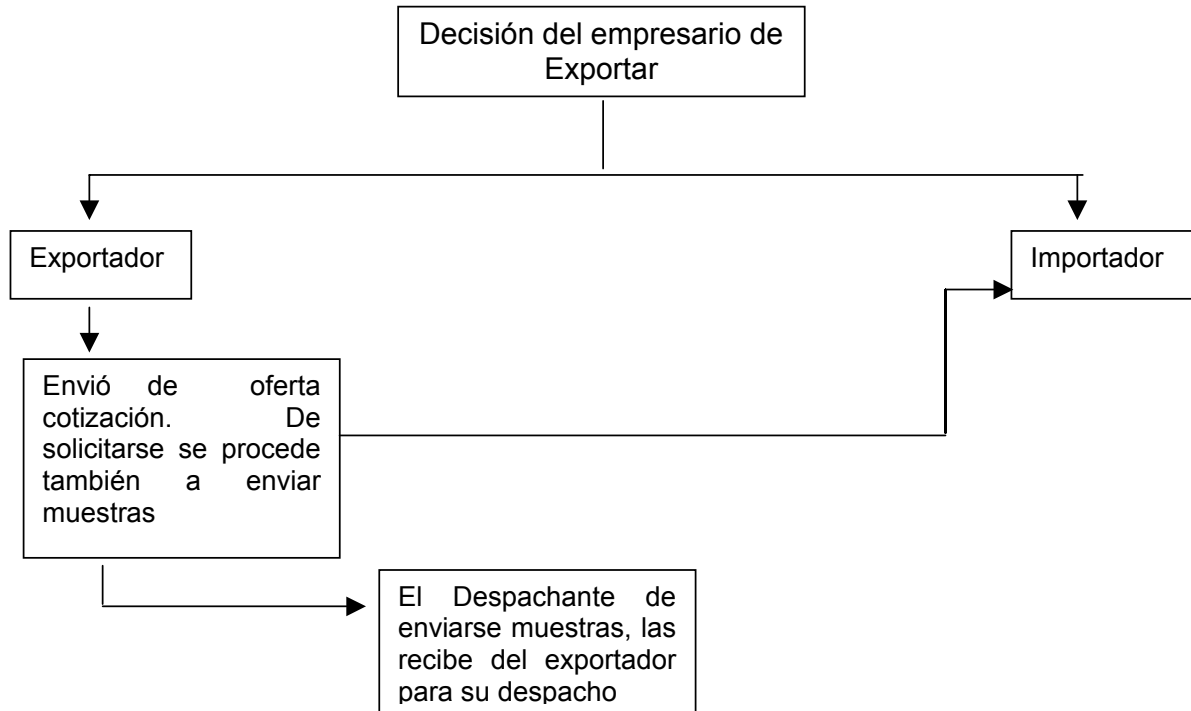 Decisión del empresario de
Exportar
Exportador
Importador
Envió de oferta
cotización. De
solicitarse se procede
también a enviar
muestras
El Despachante de
enviarse muestras, las
recibe del exportador
para su despacho